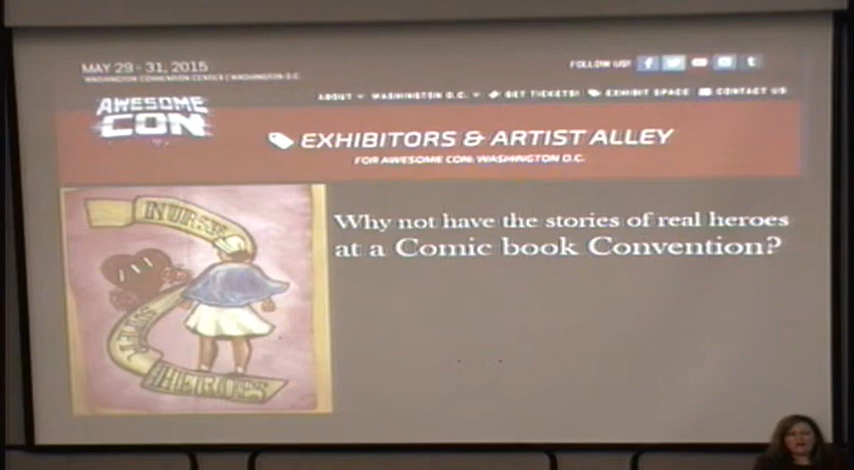 MAY 29 - 31, 2015
WASHINGTON CONVENTION CENTER | WASHINGTON D.C.
FOLLOW US!
AWESOME CON
ABOUT WASHINGTON D.C. GET TICKETS! EXHIBIT SPACE CONTACT US
EXHIBITORS & ARTIST ALLEY
FOR AWESOME CON: WASHINGTON D.C.
NURSE
HEROES
Why not have the stories of real heroes
at a Comic book Convention?